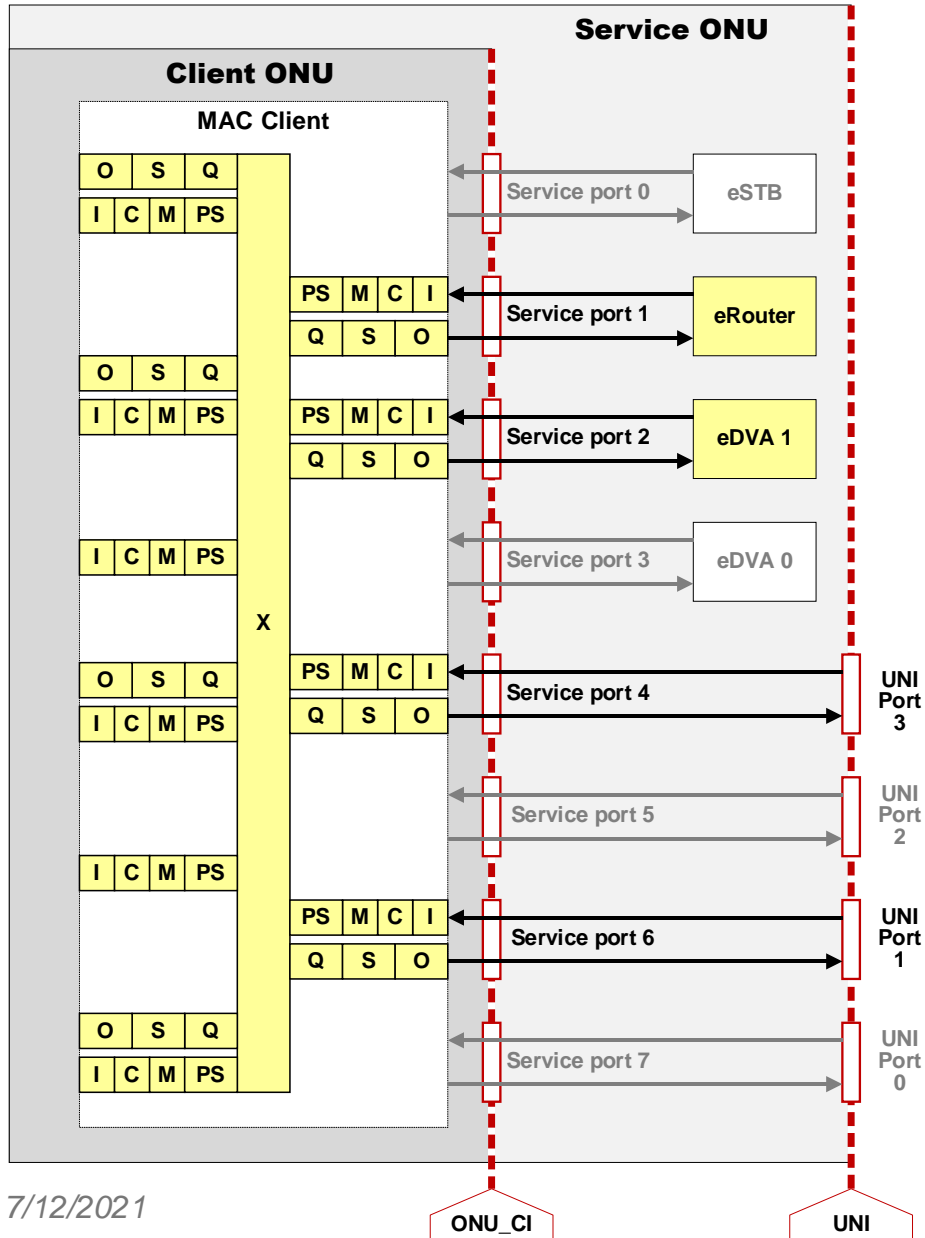 Service ONU
Client ONU
MAC Client
O S Q
I C M PS
Service port 0
eSTB
PS M C I
Q S O
Service port 1
eRouter
O S Q
I C M PS
PS M C I
Q S O
Service port 2
eDVA 1
I C M PS
Service port 3
eDVA 0
X
O S Q
I C M PS
PS M C I
Q S O
Service port 4
UNI
Port
3
Service port 5
UNI
Port
2
I C M PS
PS M C I
Q S O
Service port 6
UNI
Port
1
O S Q
I C M PS
Service port 7
UNI
Port
0
7/12/2021
ONU_CI
UNI